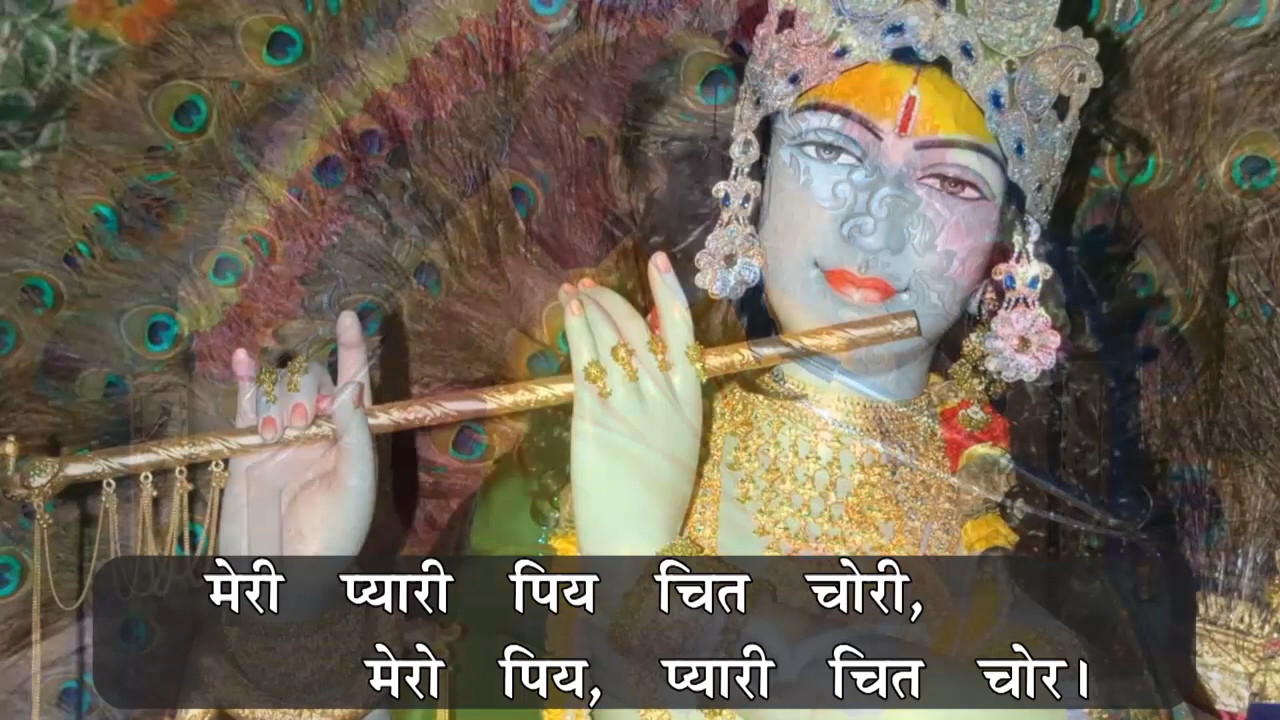 मेरी प्यारी पिय चित चोरी,
मेरो पिय, प्यारी चित चोर।